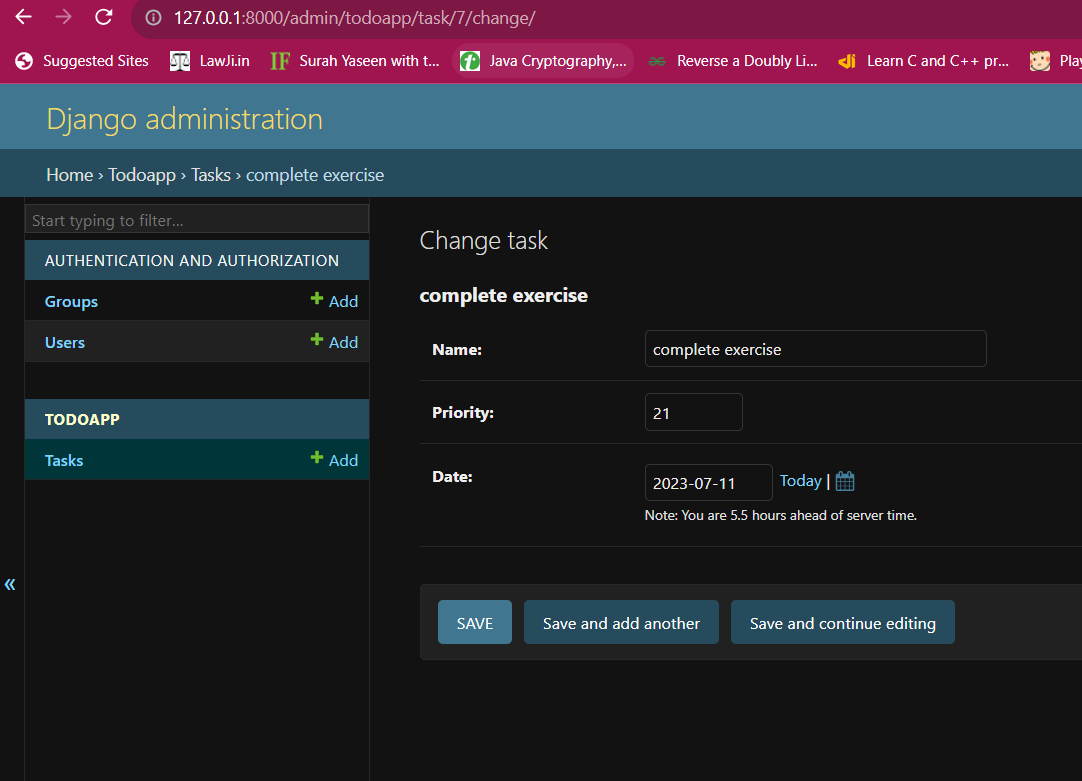 127.0.0.1:8000/admin/todoapp/task/7/change/
Suggested Sites LawJi.in Surah Yaseen with t... Java Cryptography,... Reverse a Doubly Li... Learn C and C++ pr... Play
Django administration
Home › Todoapp › Tasks › complete exercise
Start typing to filter...
AUTHENTICATION AND AUTHORIZATION
Groups + Add
Users + Add
TODOAPP
Tasks + Add
«
Change task
complete exercise
Name: complete exercise
Priority: 21
Date: 2023-07-11 Today |
Note: You are 5.5 hours ahead of server time.
SAVE Save and add another Save and continue editing